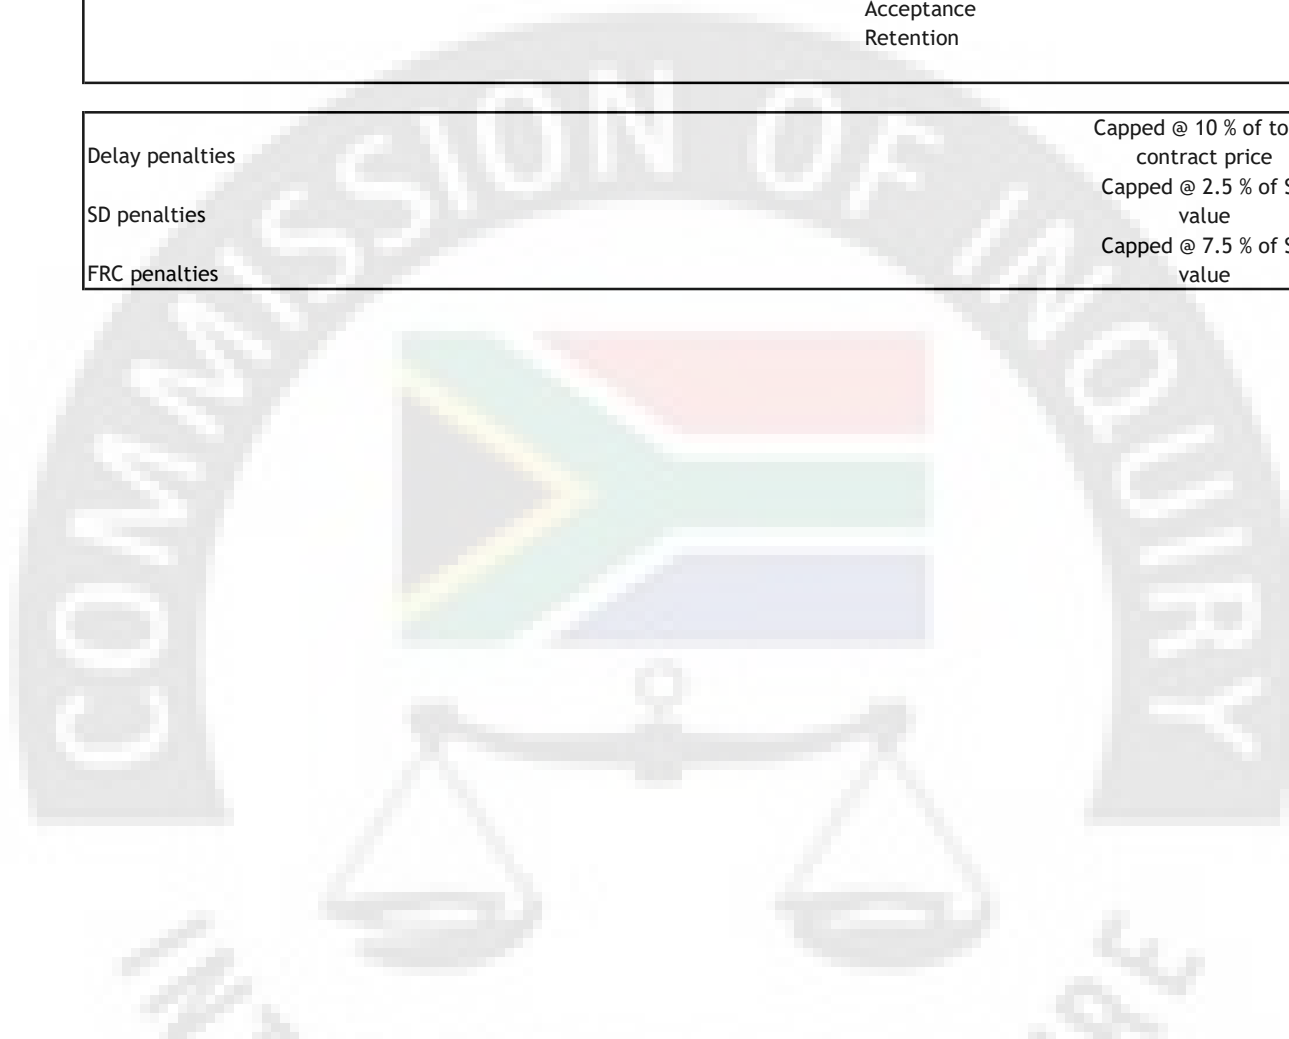 Acceptance
Retention
Capped @ 10 % of to
Delay penalties
contract price
Capped @ 2.5 % of
SD penalties
value
Capped @ 7.5 % of
FRC penalties
value
COMMISSION OF INQUIRY